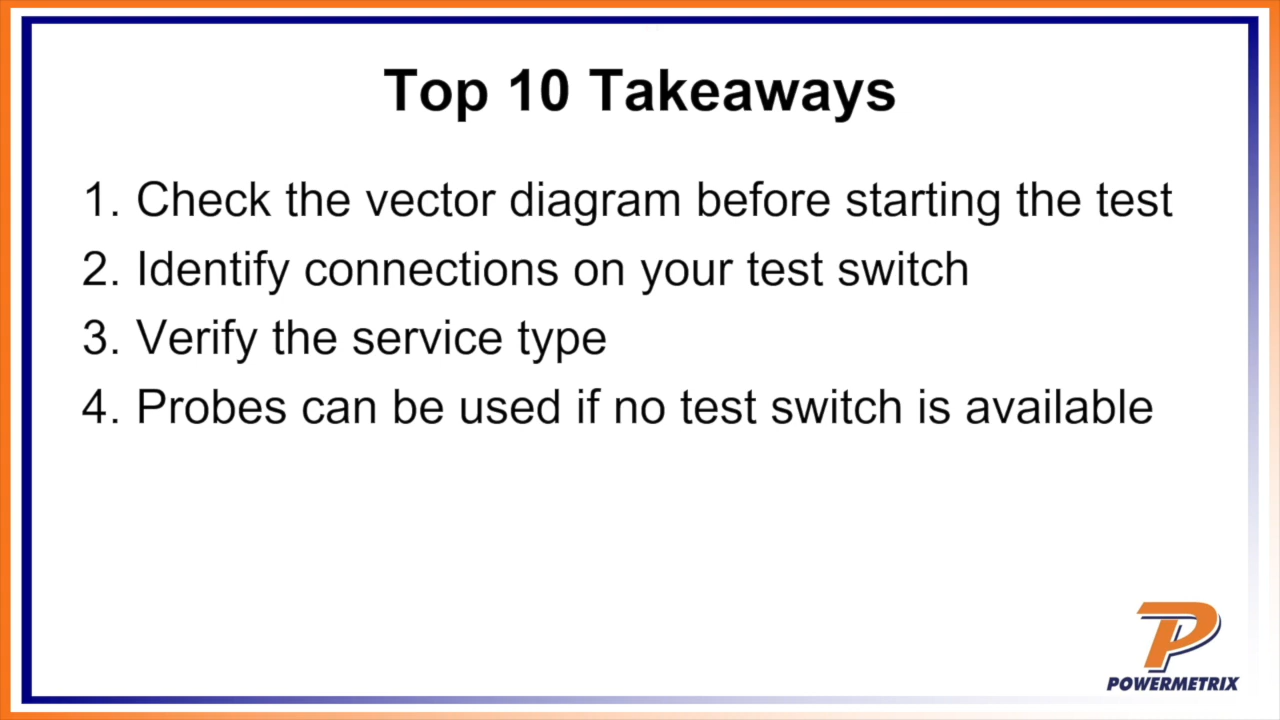 Top 10 Takeaways
1. Check the vector diagram before starting the test
2. Identify connections on your test switch
3. Verify the service type
4. Probes can be used if no test switch is available
POWERMETRIX